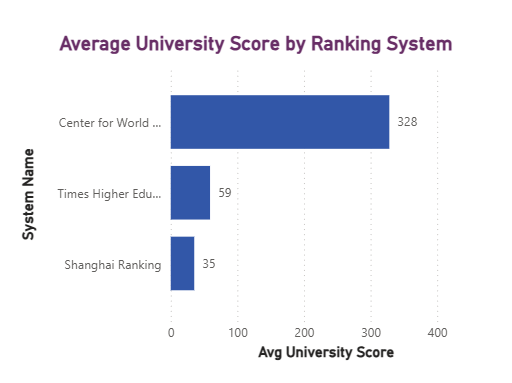 Average University Score by Ranking System
System Name
Center for World ...
328
Times Higher Edu...
59
Shanghai Ranking
35
0 100 200 300 400
Avg University Score